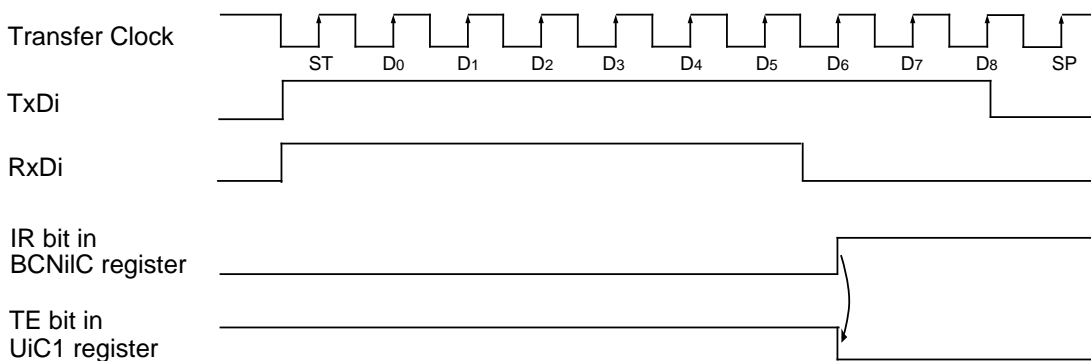 Transfer Clock
ST D0 D1 D2 D3 D4 D5 D6 D7 D8 SP
TxDi
RxDi
IR bit in
BCNilC register
TE bit in
UiC1 register